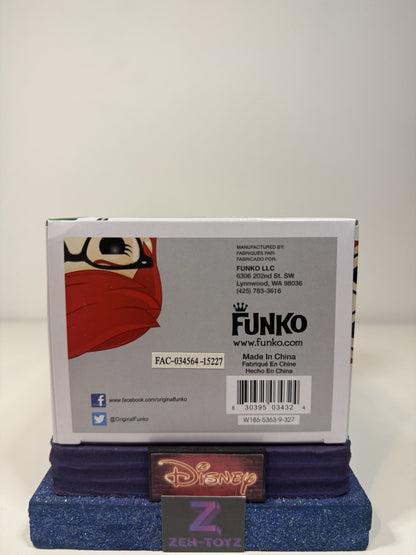 MANUFACTURED BY:
FABRIQUÉS PAR:
FABRICADO POR:
FUNKO LLC
6306 202nd St. SW
Lynnwood, WA 98036
(425) 783-3616
FUNKO
www.funko.com
Made In China
Fabriqué En Chine
Hecho En China
FAC-034564-15227
8 30395 03432 4
W186-5363-9-327
www.facebook.com/originalfunko
@OriginalFunko
Disney
Z
ZEH-TOYZ